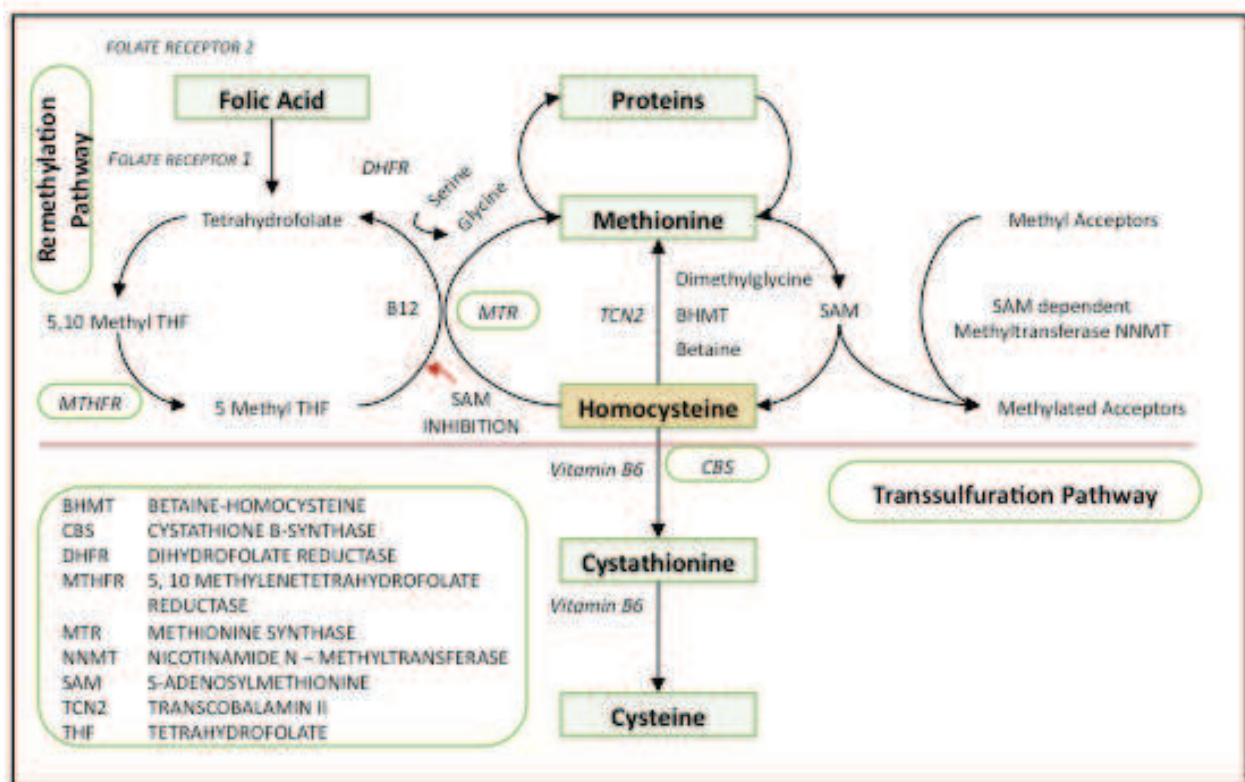 FOLATE RECEPTOR 2
Remethylation
Pathway
Folic Acid
FOLATE RECEPTOR 1
DHFR
Serine
Glycine
Tetrahydrofolate
5,10 Methyl THF
MTHFR
5 Methyl THF
B12
MTR
SAM
INHIBITION
Proteins
Methionine
TCN2
Dimethylglycine
BHMT
Betaine
SAM
Methyl Acceptors
SAM dependent
Methyltransferase NNMT
Methylated Acceptors
Homocysteine
Vitamin B6
CBS
Transsulfuration Pathway
Cystathionine
Vitamin B6
Cysteine
BHMT BETAINE-HOMOCYSTEINE
CBS CYSTATHIONE B-SYNTHASE
DHFR DIHYDROFOLATE REDUCTASE
MTHFR 5, 10 METHYLENETETRAHYDROFOLATE
REDUCTASE
MTR METHIONINE SYNTHASE
NNMT NICOTINAMIDE N – METHYLTRANSFERASE
SAM S-ADENOSYLMETHIONINE
TCN2 TRANSCOBALAMIN II
THF TETRAHYDROFOLATE